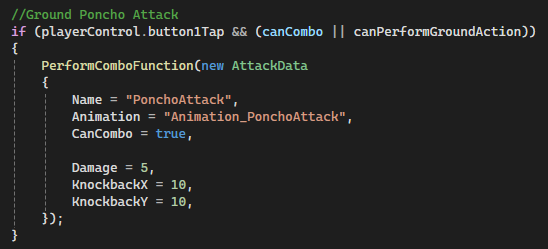 //Ground Poncho Attack
if (playerControl.button1Tap && (canCombo || canPerformGroundAction))
{
    PerformComboFunction(new AttackData
    {
        Name = "PonchoAttack",
        Animation = "Animation_PonchoAttack",
        CanCombo = true,

        Damage = 5,
        KnockbackX = 10,
        KnockbackY = 10,
    });
}